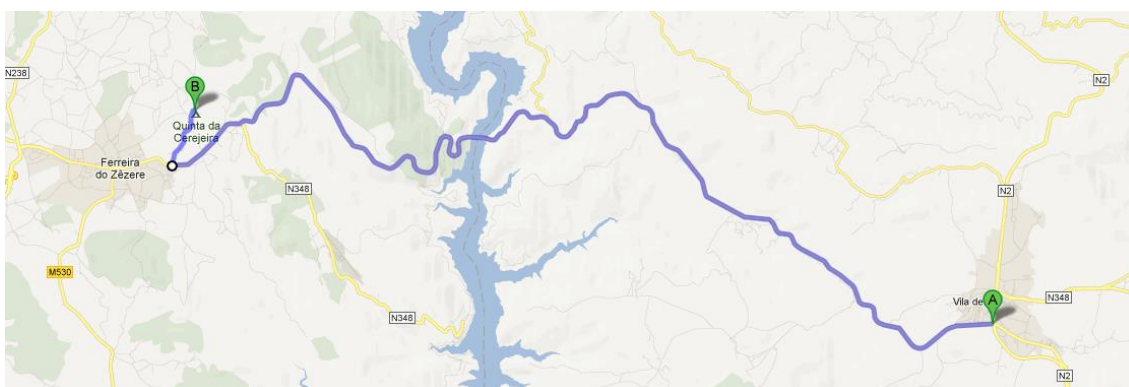 N238
B
Quinta da
Cerejeira
Ferreira
do Zêzere
N348
M530
N348
N2
N2
Vila de
A
N348
N2